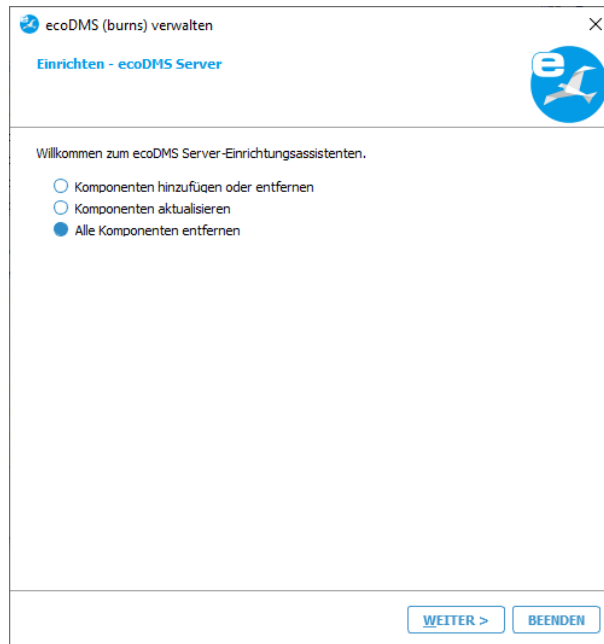 ecoDMS (burns) verwalten
Einrichten - ecoDMS Server
e
Willkommen zum ecoDMS Server-Einrichtungsassistenten.
Komponenten hinzufügen oder entfernen
Komponenten aktualisieren
Alle Komponenten entfernen
WEITER >
BEENDEN